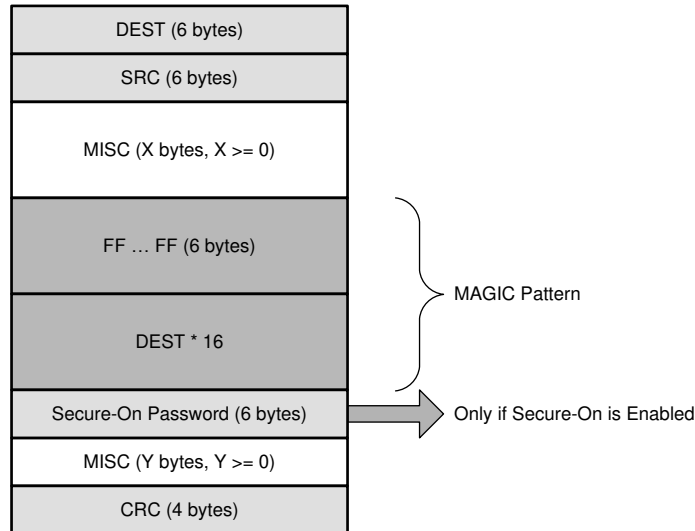 DEST (6 bytes)
SRC (6 bytes)
MISC (X bytes, X >= 0)
FF … FF (6 bytes)
MAGIC Pattern
DEST * 16
Secure-On Password (6 bytes)
Only if Secure-On is Enabled
MISC (Y bytes, Y >= 0)
CRC (4 bytes)